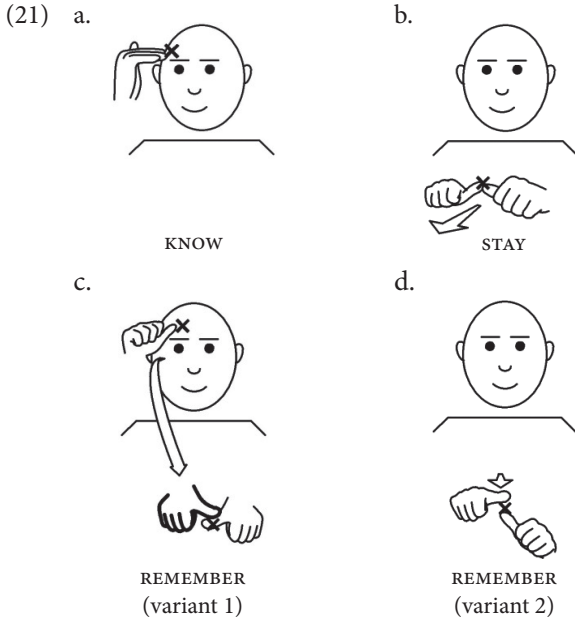 (21) a. b.
KNOW STAY
c. d.
REMEMBER REMEMBER
(variant 1) (variant 2)